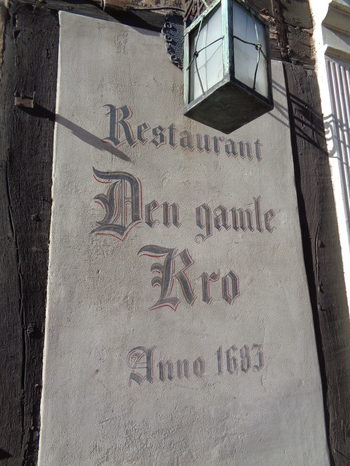 Restaurant
Den gamle
Kro
Anno 1683